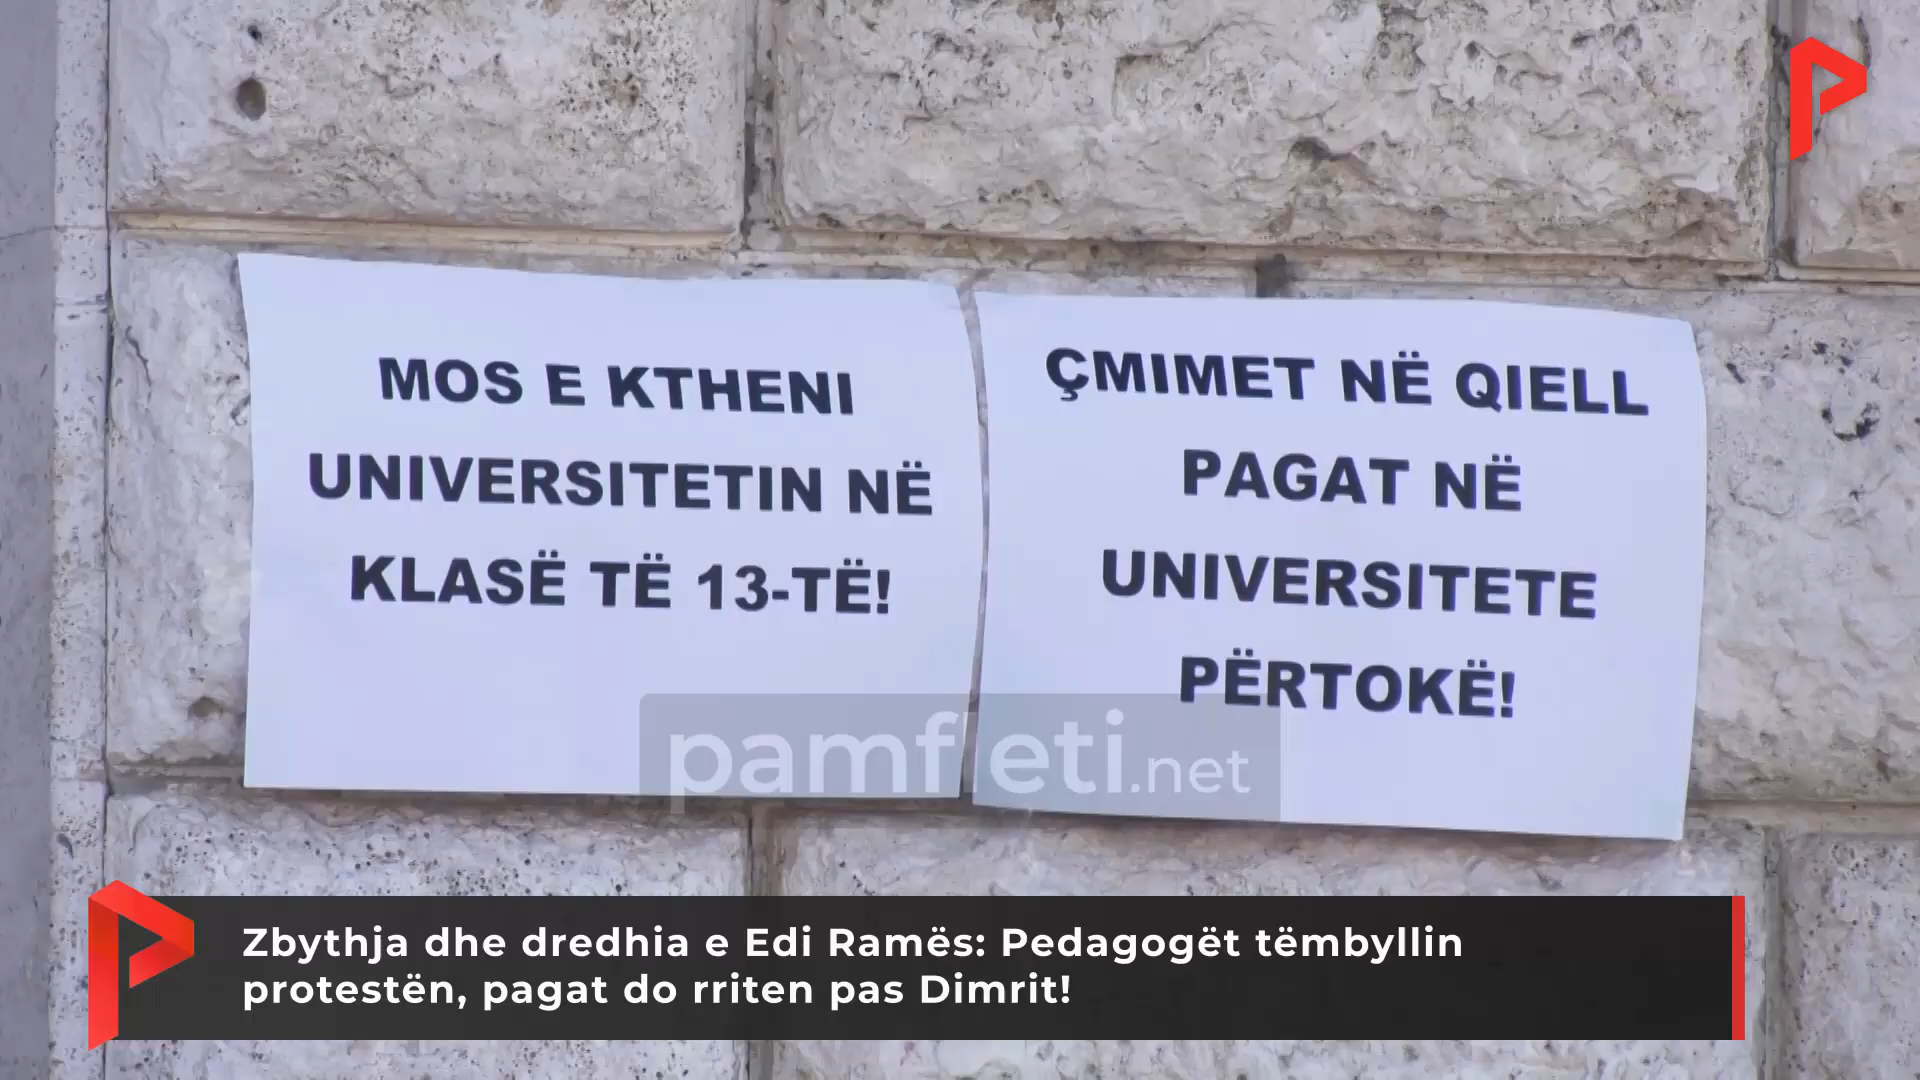 MOS E KTHENI
UNIVERSITETIN NË
KLASË TË 13-TË!
ÇMIMET NË QIELL
PAGAT NË
UNIVERSITETE
PËRTOKË!
pamfleti.net
Zbythja dhe dredhia e Edi Ramës: Pedagogët tëmbyllin
protestën, pagat do rriten pas Dimrit!